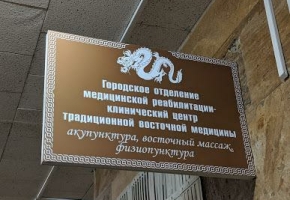 Городское отделение
медицинской реабилитации-
клинический центр
традиционной восточной медицины
акупунктура, восточный массаж,
физиопунктура